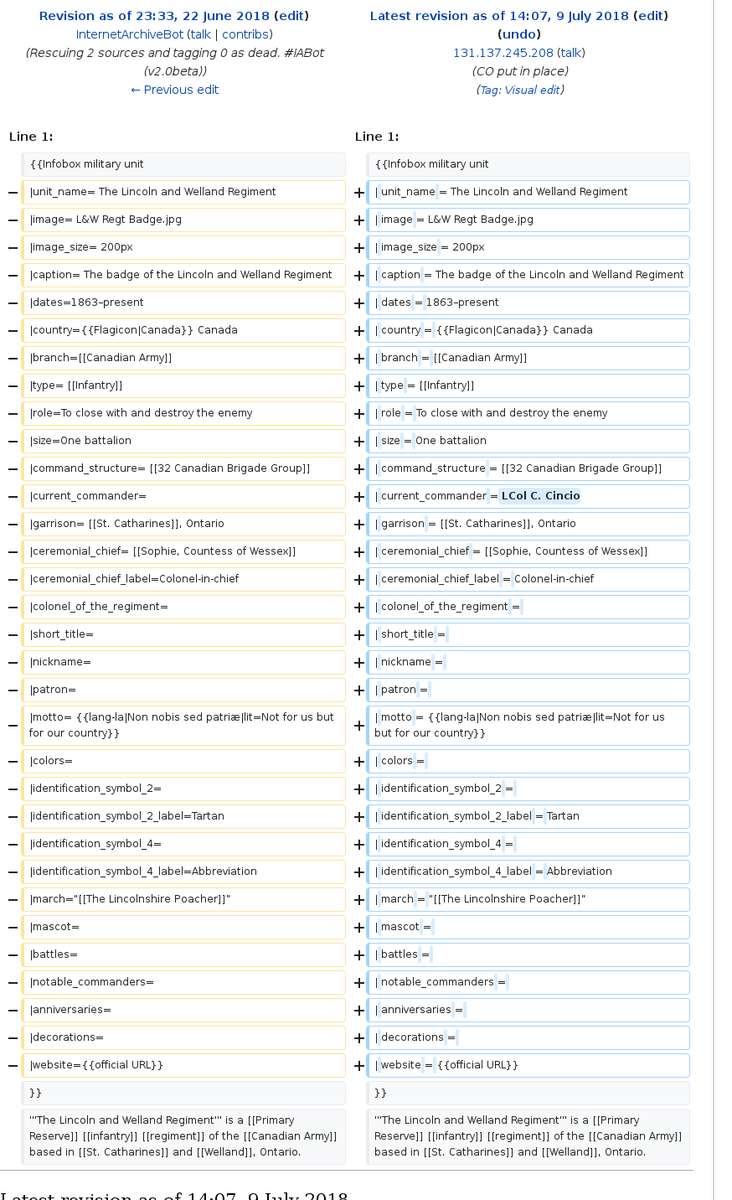 Revision as of 23:33, 22 June 2018 (edit)
InternetArchiveBot (talk | contribs)
(Rescuing 2 sources and tagging 0 as dead. #IABot
(v2.0beta))
← Previous edit
Latest revision as of 14:07, 9 July 2018 (edit)
(undo)
131.137.245.208 (talk)
(CO put in place)
(Tag: Visual edit)
Line 1:
Line 1:
{{Infobox military unit
{{Infobox military unit
− |unit_name= The Lincoln and Welland Regiment
+ | unit_name = The Lincoln and Welland Regiment
− |image= L&W Regt Badge.jpg
+ | image = L&W Regt Badge.jpg
− |image_size= 200px
+ | image_size = 200px
− |caption= The badge of the Lincoln and Welland Regiment
+ | caption = The badge of the Lincoln and Welland Regiment
− |dates=1863–present
+ | dates = 1863–present
− |country={{Flagicon|Canada}} Canada
+ | country = {{Flagicon|Canada}} Canada
− |branch=[[Canadian Army]]
+ | branch = [[Canadian Army]]
− |type= [[Infantry]]
+ | type = [[Infantry]]
− |role=To close with and destroy the enemy
+ | role = To close with and destroy the enemy
− |size=One battalion
+ | size = One battalion
− |command_structure= [[32 Canadian Brigade Group]]
+ | command_structure = [[32 Canadian Brigade Group]]
− |current_commander=
+ | current_commander = LCol C. Cincio
− |garrison= [[St. Catharines]], Ontario
+ | garrison = [[St. Catharines]], Ontario
− |ceremonial_chief= [[Sophie, Countess of Wessex]]
+ | ceremonial_chief = [[Sophie, Countess of Wessex]]
− |ceremonial_chief_label=Colonel-in-chief
+ | ceremonial_chief_label = Colonel-in-chief
− |colonel_of_the_regiment=
+ | colonel_of_the_regiment =
− |short_title=
+ | short_title =
− |nickname=
+ | nickname =
− |patron=
+ | patron =
− |motto= {{lang-la|Non nobis sed patriæ|lit=Not for us but
for our country}}
+ | motto = {{lang-la|Non nobis sed patriæ|lit=Not for us
but for our country}}
− |colors=
+ | colors =
− |identification_symbol_2=
+ | identification_symbol_2 =
− |identification_symbol_2_label=Tartan
+ | identification_symbol_2_label = Tartan
− |identification_symbol_4=
+ | identification_symbol_4 =
− |identification_symbol_4_label=Abbreviation
+ | identification_symbol_4_label = Abbreviation
− |march="[[The Lincolnshire Poacher]]"
+ | march = "[[The Lincolnshire Poacher]]"
− |mascot=
+ | mascot =
− |battles=
+ | battles =
− |notable_commanders=
+ | notable_commanders =
− |anniversaries=
+ | anniversaries =
− |decorations=
+ | decorations =
− |website={{official URL}}
+ | website = {{official URL}}
}}
}}
'''The Lincoln and Welland Regiment''' is a [[Primary
Reserve]] [[infantry]] [[regiment]] of the [[Canadian Army]]
based in [[St. Catharines]] and [[Welland]], Ontario.
'''The Lincoln and Welland Regiment''' is a [[Primary
Reserve]] [[infantry]] [[regiment]] of the [[Canadian Army]]
based in [[St. Catharines]] and [[Welland]], Ontario.
Latest revision as of 14:07, 9 July 2018